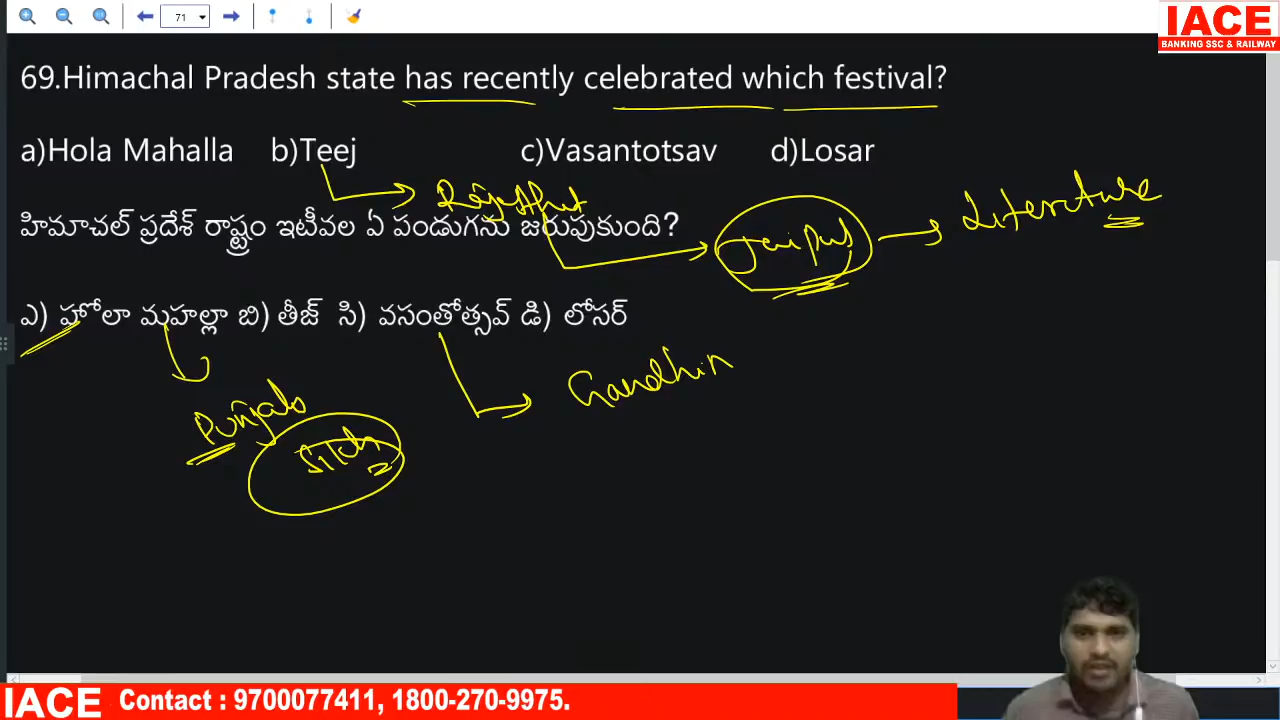 71
IACE
BANKING SSC & RAILWAY
69.Himachal Pradesh state has recently celebrated which festival?
a)Hola Mahalla b)Teej c)Vasantotsav d)Losar
Rajasthan
Literature
హిమాచల్ ప్రదేశ్ రాష్ట్రం ఇటీవల ఏ పండుగను జరుపుకుంది?
Jaipur
ఎ) హోలా మహల్లా బి) తీజ్ సి) వసంతోత్సవ్ డి) లోసర్
Gandhin
Punjab
IACE Contact : 9700077411, 1800-270-9975.